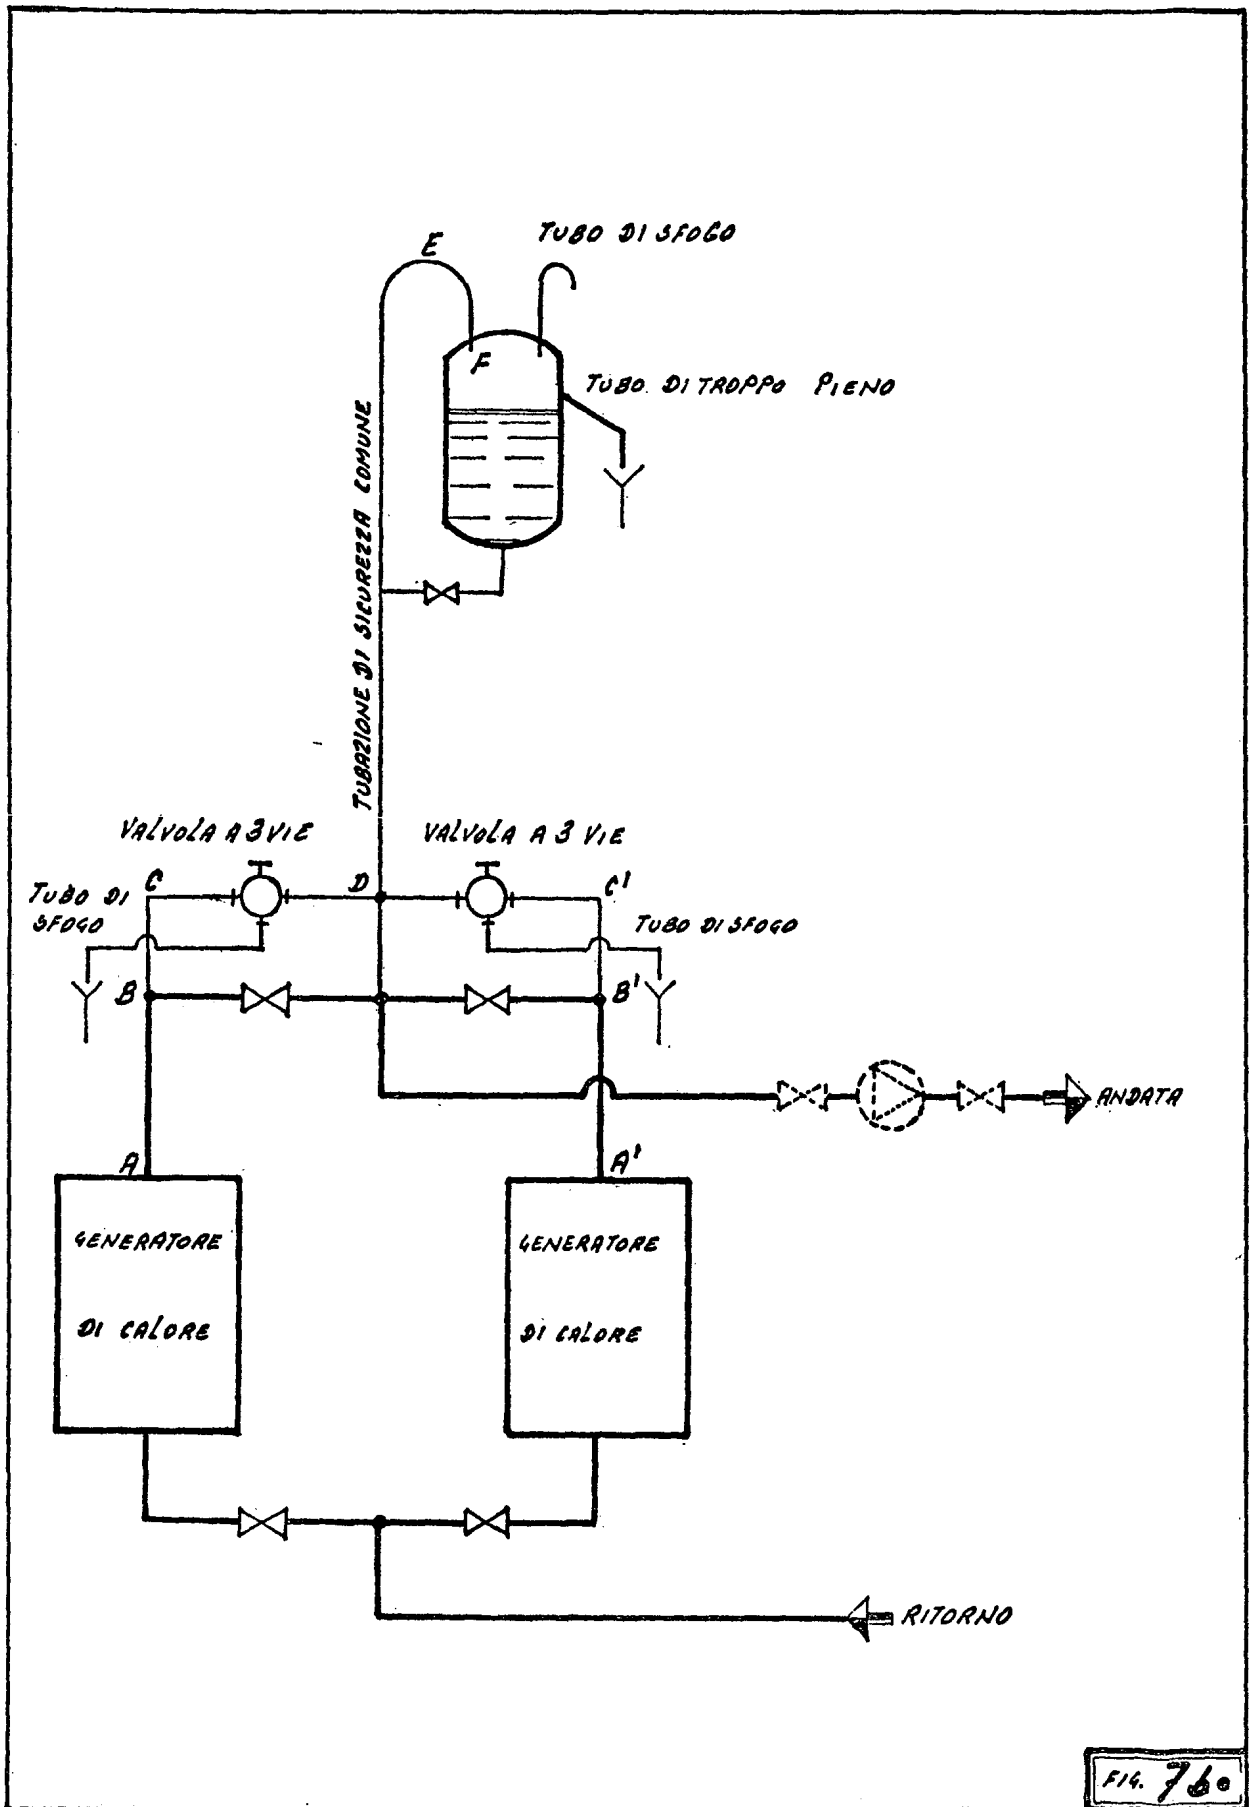 E
TUBO DI SFOGO
F
TUBO DI TROPPO PIENO
TUBAZIONE DI SICUREZZA COMUNE
VALVOLA A 3 VIE
VALVOLA A 3 VIE
C
D
C'
TUBO DI
SFOGO
TUBO DI SFOGO
B
B'
ANDATA
A
A'
GENERATORE
DI CALORE
GENERATORE
DI CALORE
RITORNO
FIG. 7b.